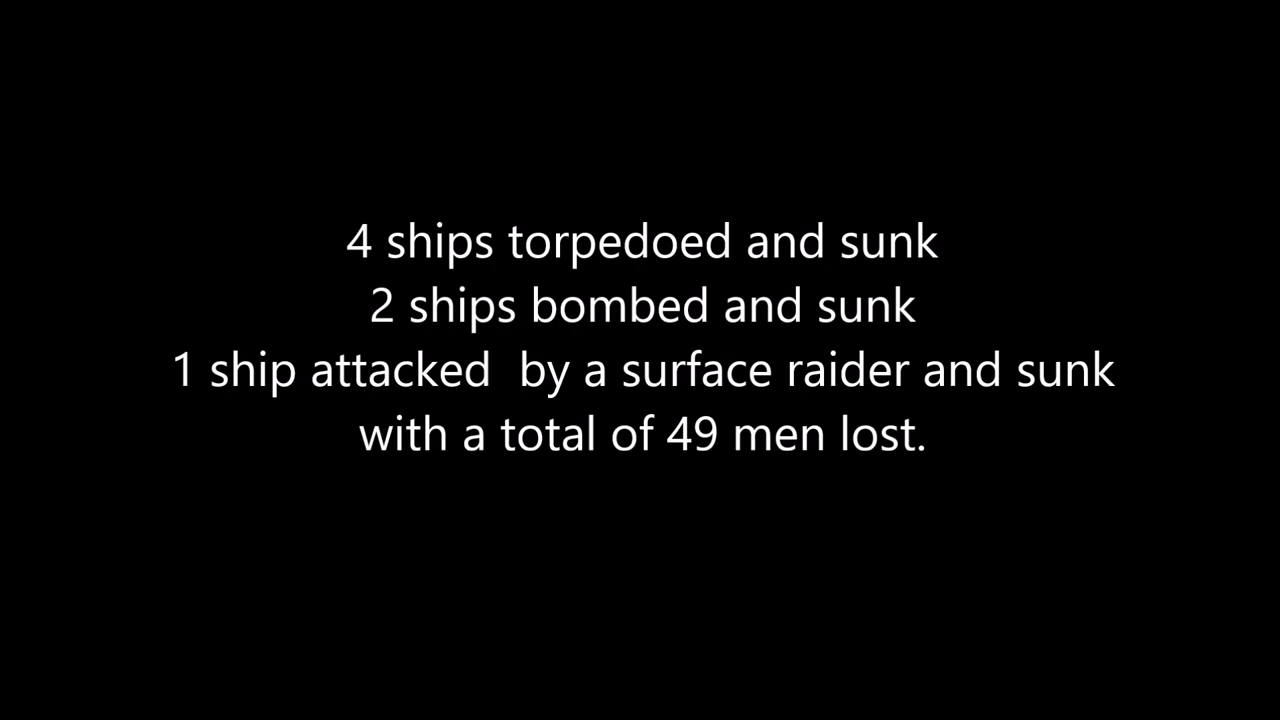 4 ships torpedoed and sunk
2 ships bombed and sunk
1 ship attacked  by a surface raider and sunk
with a total of 49 men lost.